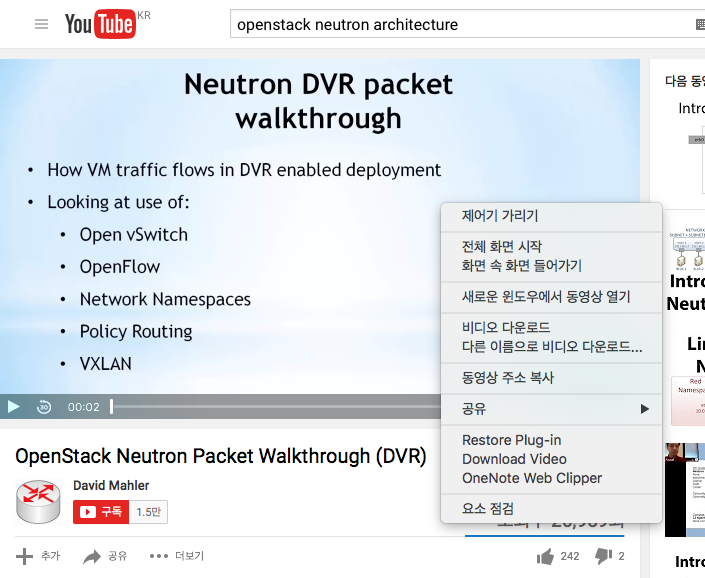 YouTube KR
openstack neutron architecture
Neutron DVR packet
walkthrough
• How VM traffic flows in DVR enabled deployment
• Looking at use of:
• Open vSwitch
• OpenFlow
• Network Namespaces
• Policy Routing
• VXLAN
30
00:02
제어기 가리기
전체 화면 시작
화면 속 화면 들어가기
새로운 윈도우에서 동영상 열기
비디오 다운로드
다른 이름으로 비디오 다운로드...
동영상 주소 복사
공유
Restore Plug-in
Download Video
OneNote Web Clipper
요소 점검
OpenStack Neutron Packet Walkthrough (DVR)
David Mahler
구독 1.5만
추가 공유 더보기
242 2
다음 동영
Intro
Intro
Neut
Lin
N
Red
Namespa
10.0
Intro